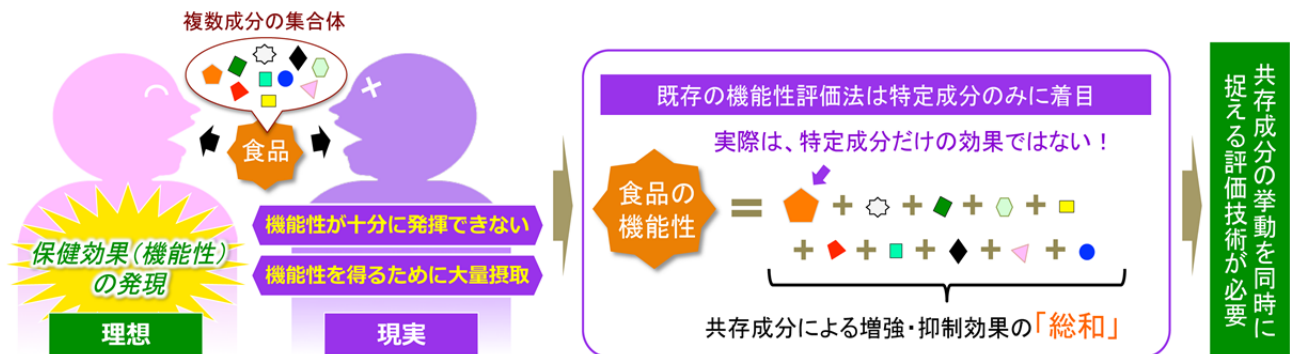 複数成分の集合体
食品
機能性が十分に発揮できない
機能性を得るために大量摂取
保健効果(機能性)
の発現
理想
現実
既存の機能性評価法は特定成分のみに着目
実際は、特定成分だけの効果ではない！
食品の
機能性
=
+ + + +
+ + + + +
共存成分による増強・抑制効果の「総和」
共存成分の挙動を同時に
捉える評価技術が必要